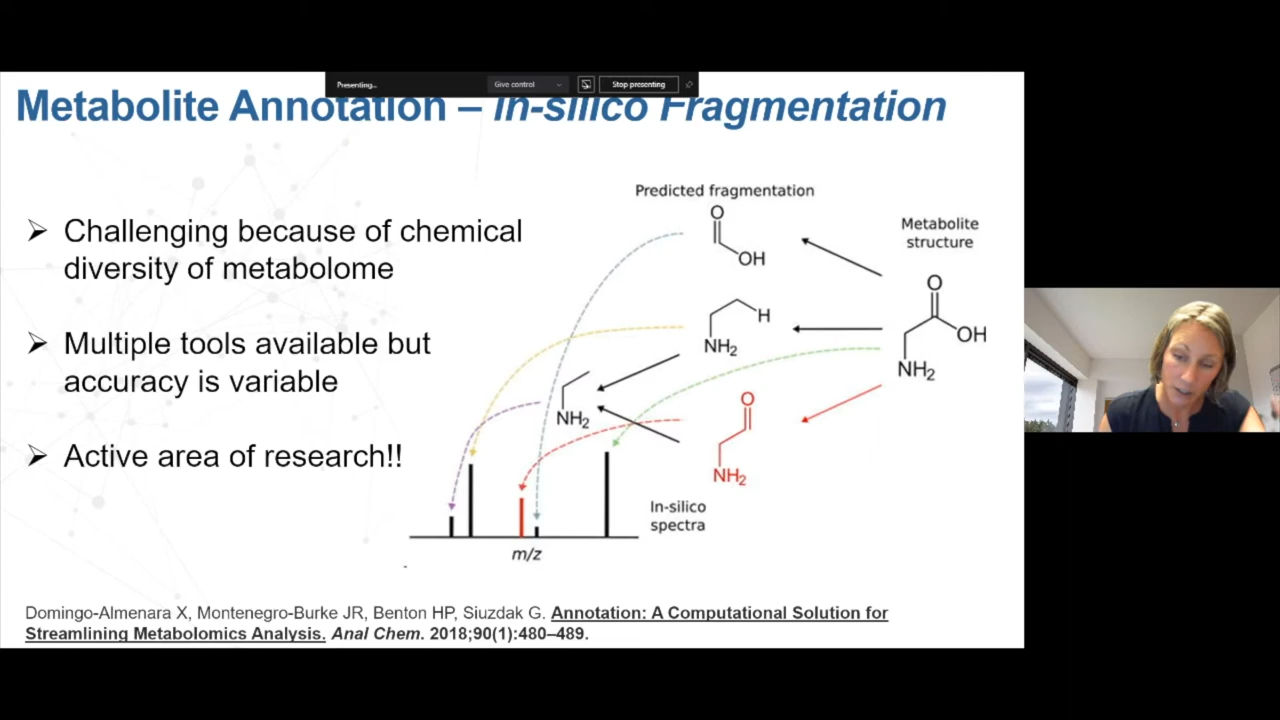 Presenting...
Give control
Stop presenting
Metabolite Annotation – In-silico Fragmentation
➢ Challenging because of chemical
diversity of metabolome
➢ Multiple tools available but
accuracy is variable
➢ Active area of research!!
Predicted fragmentation
O
OH
Metabolite
structure
O
OH
NH2
H
NH2
NH2
O
NH2
In-silico
spectra
m/z
Domingo-Almenara X, Montenegro-Burke JR, Benton HP, Siuzdak G. Annotation: A Computational Solution for
Streamlining Metabolomics Analysis. Anal Chem. 2018;90(1):480–489.